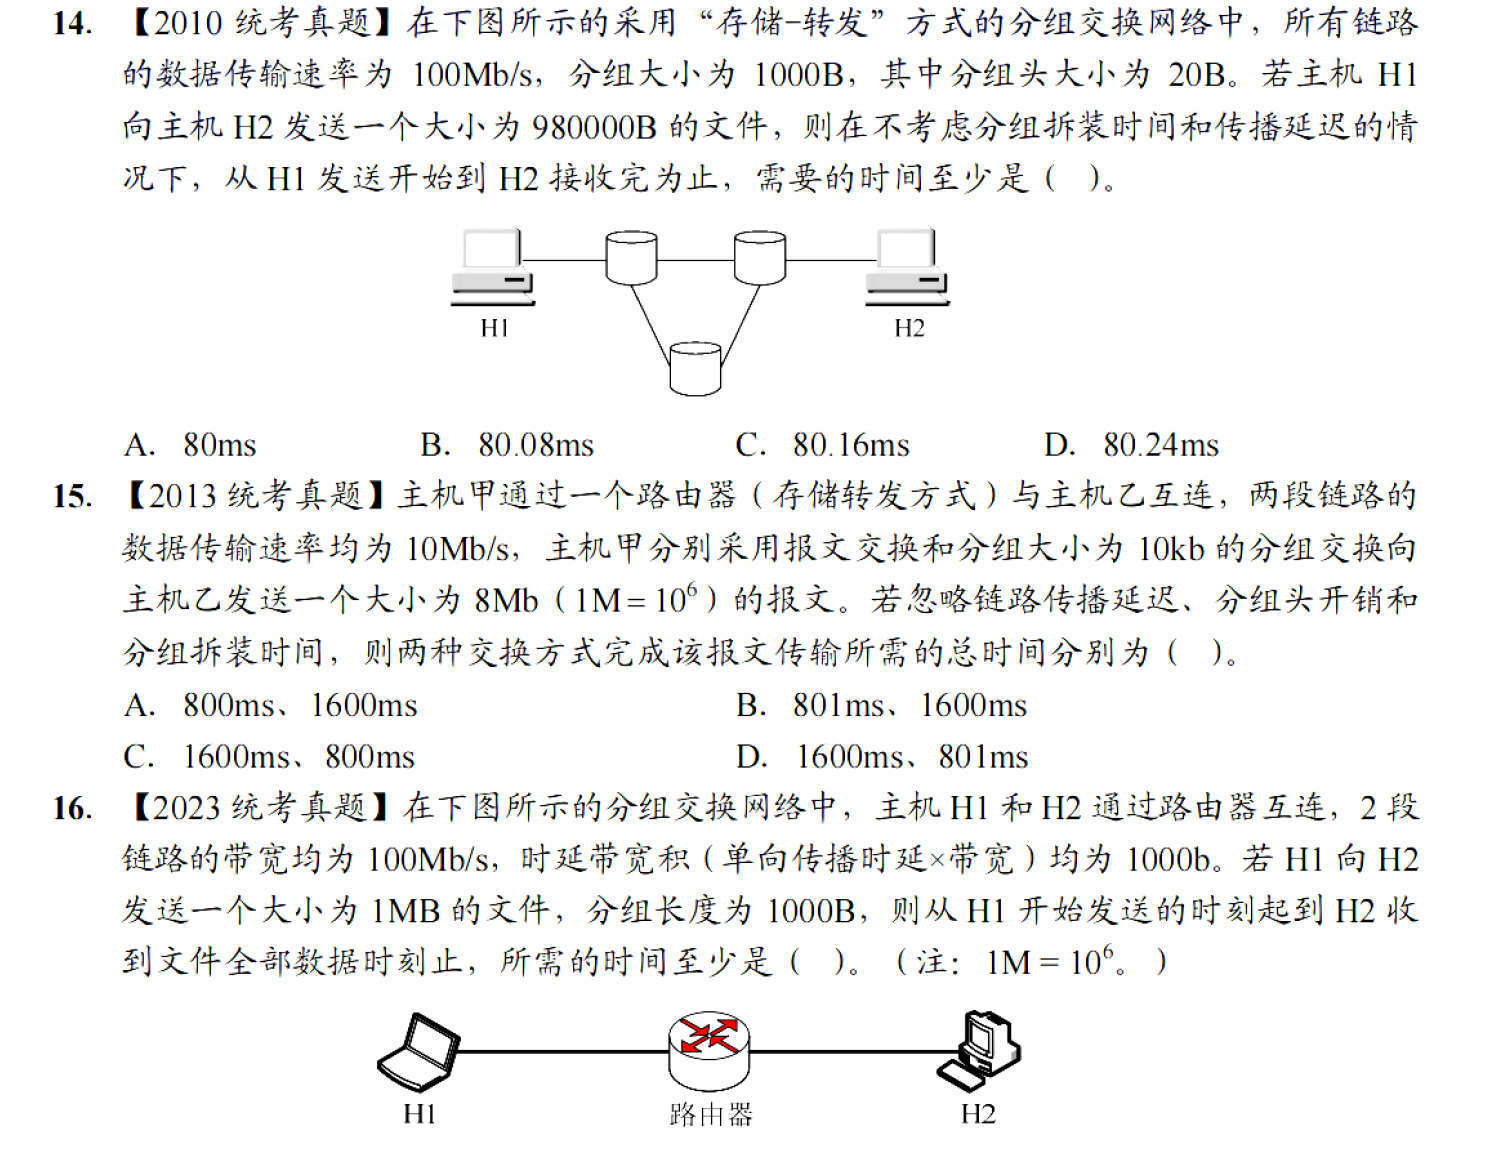 14. 【2010 统考真题】在下图所示的采用“存储-转发”方式的分组交换网络中，所有链路
的数据传输速率为 100Mb/s，分组大小为 1000B，其中分组头大小为 20B。若主机 H1
向主机 H2 发送一个大小为 980000B 的文件，则在不考虑分组拆装时间和传播延迟的情
况下，从 H1 发送开始到 H2 接收完为止，需要的时间至少是（ ）。
H1 H2
A. 80ms B. 80.08ms C. 80.16ms D. 80.24ms
15. 【2013 统考真题】主机甲通过一个路由器（存储转发方式）与主机乙互连，两段链路的
数据传输速率均为 10Mb/s，主机甲分别采用报文交换和分组大小为 10kb 的分组交换向
主机乙发送一个大小为 8Mb（1M = 10⁶）的报文。若忽略链路传播延迟、分组头开销和
分组拆装时间，则两种交换方式完成该报文传输所需的总时间分别为（ ）。
A. 800ms、1600ms B. 801ms、1600ms
C. 1600ms、800ms D. 1600ms、801ms
16. 【2023 统考真题】在下图所示的分组交换网络中，主机 H1 和 H2 通过路由器互连，2 段
链路的带宽均为 100Mb/s，时延带宽积（单向传播时延×带宽）均为 1000b。若 H1 向 H2
发送一个大小为 1MB 的文件，分组长度为 1000B，则从 H1 开始发送的时刻起到 H2 收
到文件全部数据时刻止，所需的时间至少是（ ）。（注：1M = 10⁶。）
H1 路由器 H2